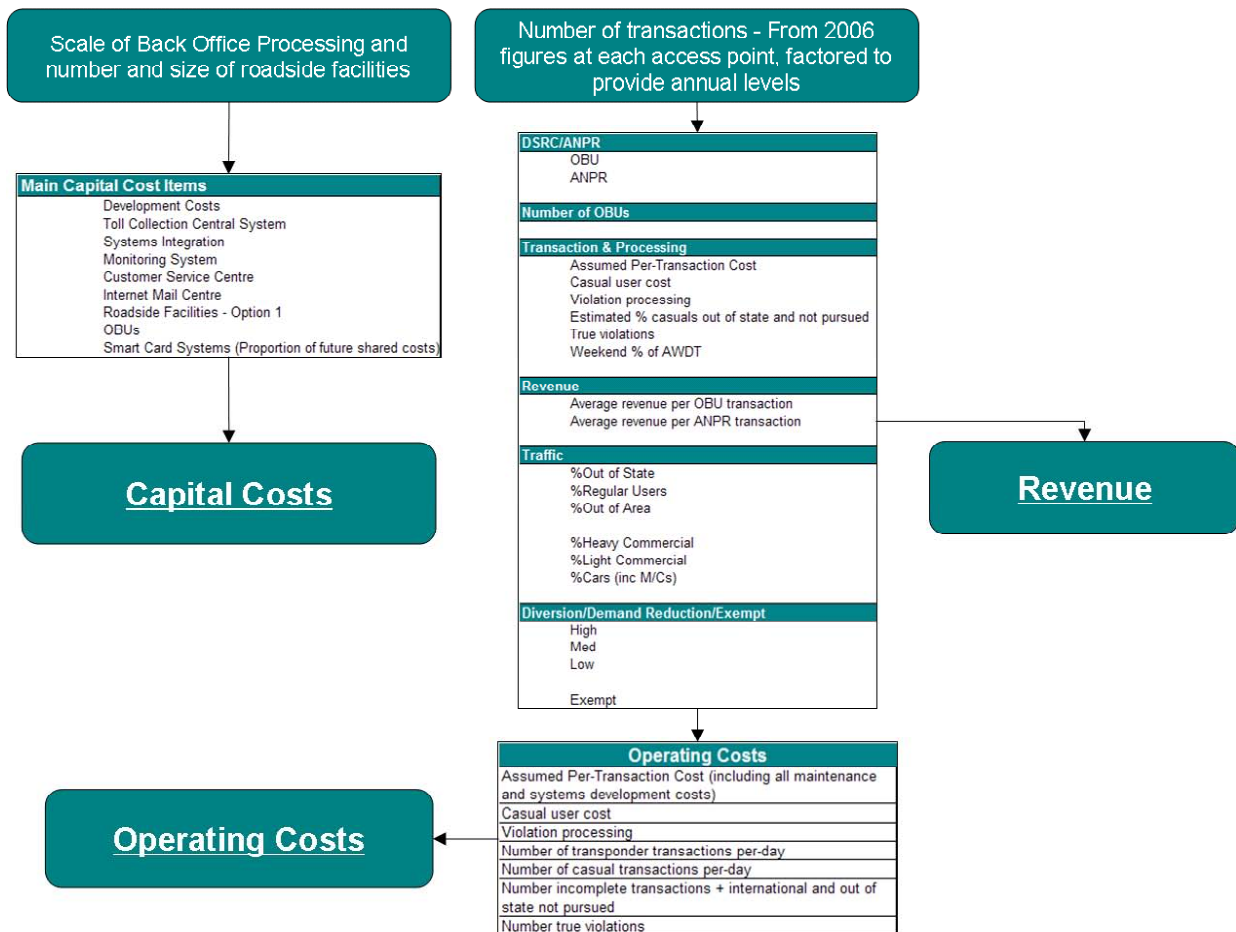 Scale of Back Office Processing and
number and size of roadside facilities
Main Capital Cost Items
Development Costs
Toll Collection Central System
Systems Integration
Monitoring System
Customer Service Centre
Internet Mail Centre
Roadside Facilities - Option 1
OBUs
Smart Card Systems (Proportion of future shared costs)
Capital Costs
Number of transactions - From 2006
figures at each access point, factored to
provide annual levels
DSRC/ANPR
OBU
ANPR
Number of OBUs
Transaction & Processing
Assumed Per-Transaction Cost
Casual user cost
Violation processing
Estimated % casuals out of state and not pursued
True violations
Weekend % of AWDT
Revenue
Average revenue per OBU transaction
Average revenue per ANPR transaction
Traffic
%Out of State
%Regular Users
%Out of Area
%Heavy Commercial
%Light Commercial
%Cars (inc M/Cs)
Diversion/Demand Reduction/Exempt
High
Med
Low
Exempt
Revenue
Operating Costs
Assumed Per-Transaction Cost (including all maintenance
and systems development costs)
Casual user cost
Violation processing
Number of transponder transactions per-day
Number of casual transactions per-day
Number incomplete transactions + international and out of
state not pursued
Number true violations
Operating Costs